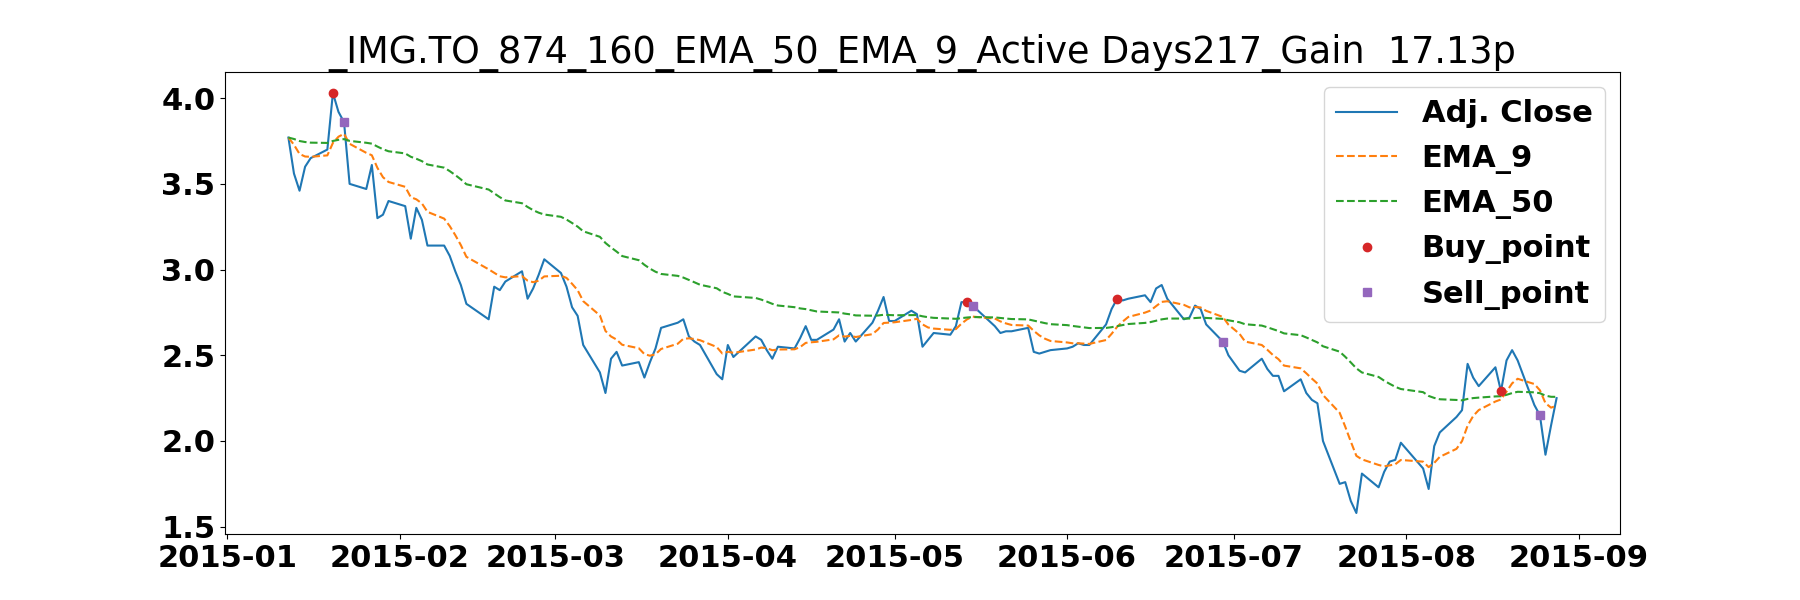 _IMG.TO_874_160_EMA_50_EMA_9_Active Days217_Gain  17.13p
4.0
3.5
3.0
2.5
2.0
1.5
Adj. Close
EMA_9
EMA_50
Buy_point
Sell_point
2015-01 2015-02 2015-03 2015-04 2015-05 2015-06 2015-07 2015-08 2015-09